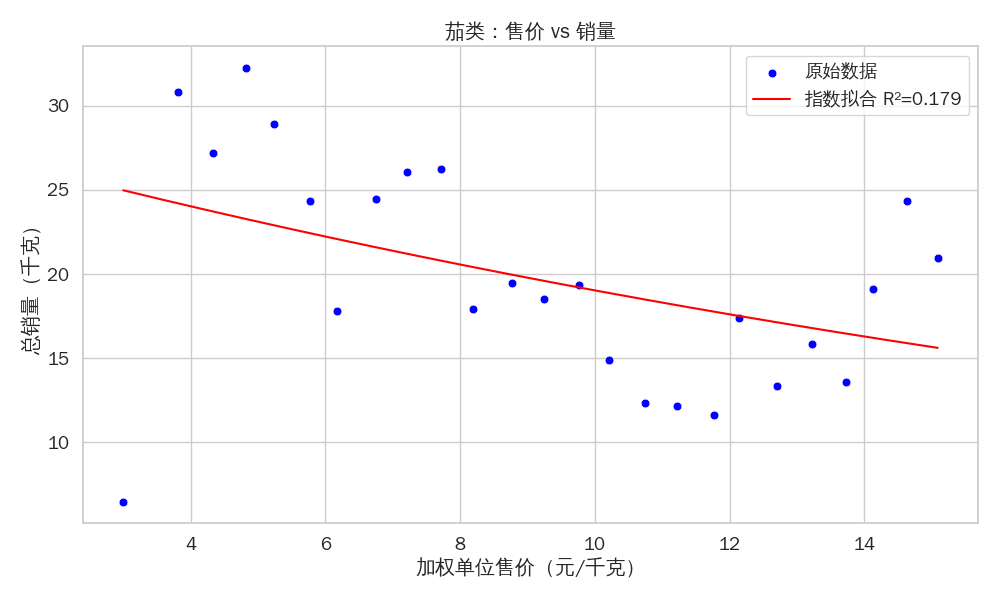 茄类：售价 vs 销量
原始数据
指数拟合 R²=0.179
总销量（千克）
30
25
20
15
10
4 6 8 10 12 14
加权单位售价（元/千克）